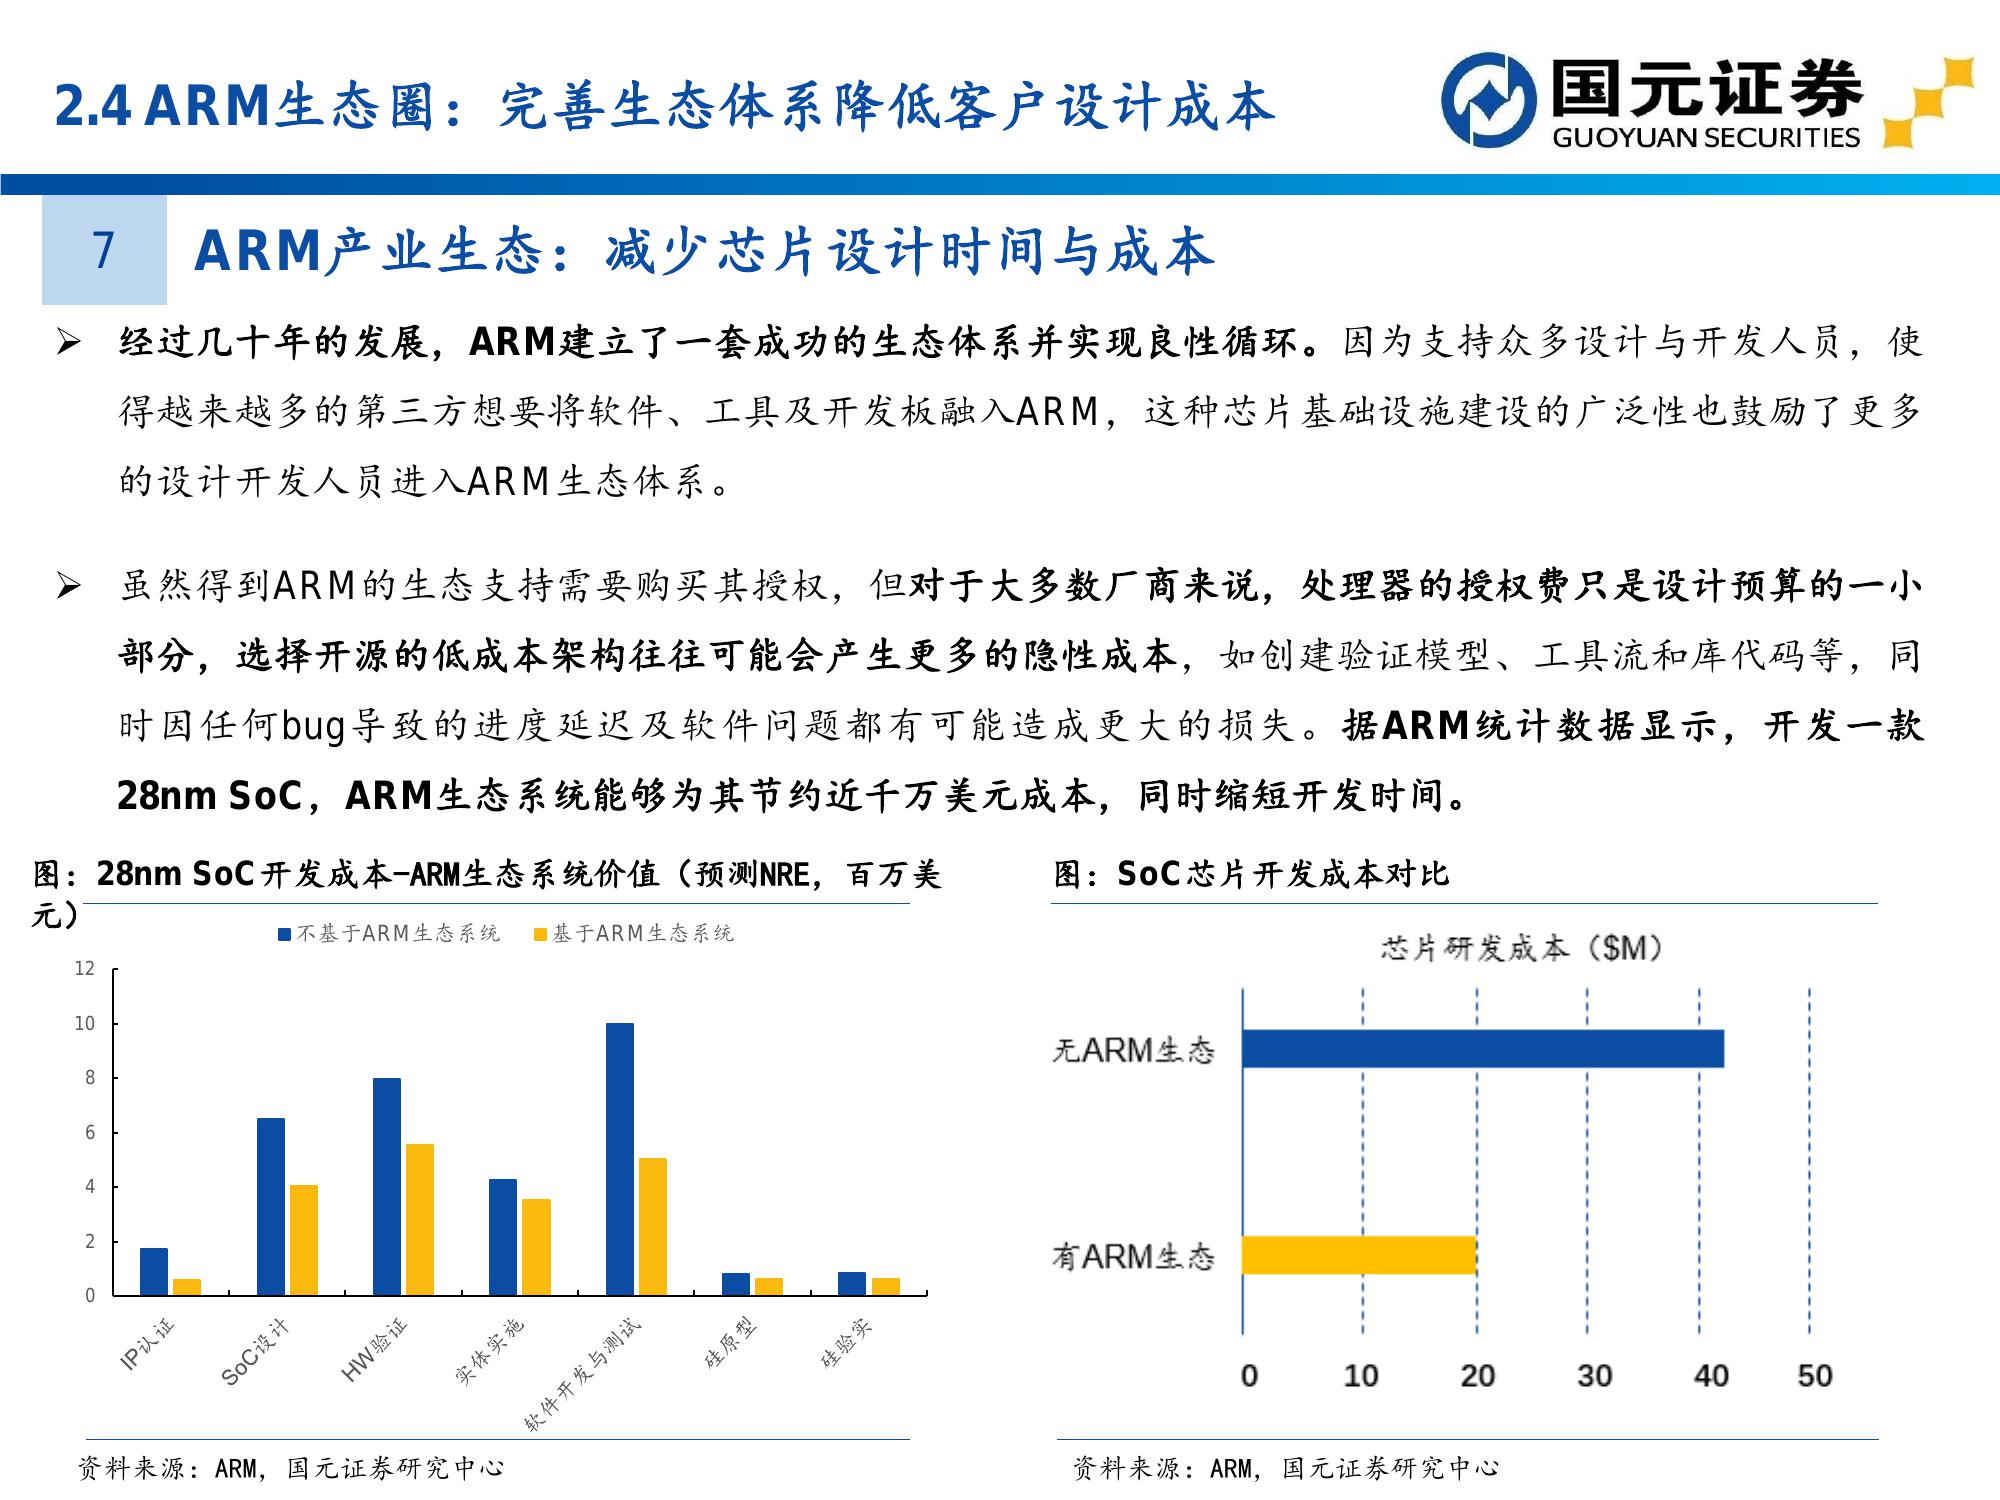 2.4 ARM生态圈：完善生态体系降低客户设计成本
国元证券
GUOYUAN SECURITIES
7
ARM产业生态：减少芯片设计时间与成本
➢ 经过几十年的发展，ARM建立了一套成功的生态体系并实现良性循环。因为支持众多设计与开发人员，使
得越来越多的第三方想要将软件、工具及开发板融入ARM，这种芯片基础设施建设的广泛性也鼓励了更多
的设计开发人员进入ARM生态体系。
➢ 虽然得到ARM的生态支持需要购买其授权，但对于大多数厂商来说，处理器的授权费只是设计预算的一小
部分，选择开源的低成本架构往往可能会产生更多的隐性成本，如创建验证模型、工具流和库代码等，同
时因任何bug导致的进度延迟及软件问题都有可能造成更大的损失。据ARM统计数据显示，开发一款
28nm SoC，ARM生态系统能够为其节约近千万美元成本，同时缩短开发时间。
图：28nm SoC开发成本-ARM生态系统价值（预测NRE，百万美
元）
不基于ARM生态系统 基于ARM生态系统
12
10
8
6
4
2
0
IP认证
SoC设计
HW验证
实体实施
软件开发与测试
硅原型
硅验实
资料来源：ARM，国元证券研究中心
图：SoC芯片开发成本对比
芯片研发成本（$M）
无ARM生态
有ARM生态
0 10 20 30 40 50
资料来源：ARM，国元证券研究中心